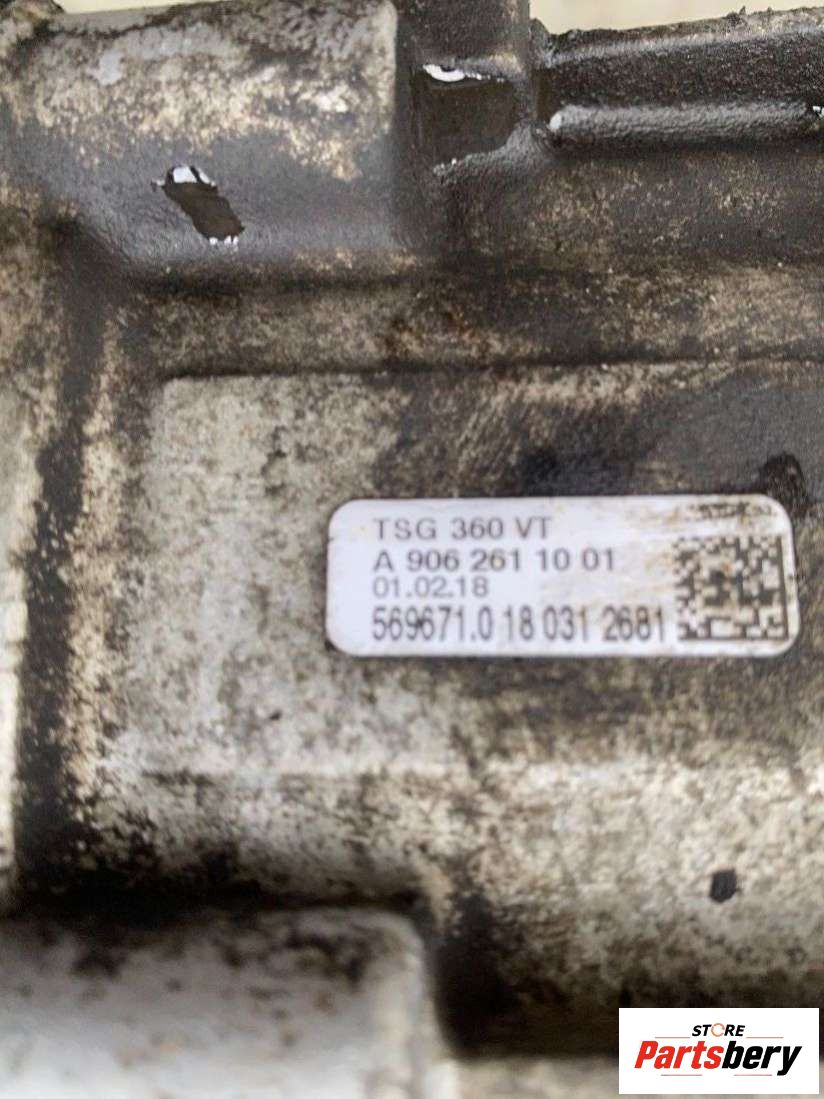 TSG 360 VT
A 906 261 10 01
01.02.18
569671.0 18 031 2681
STORE
Partsbery